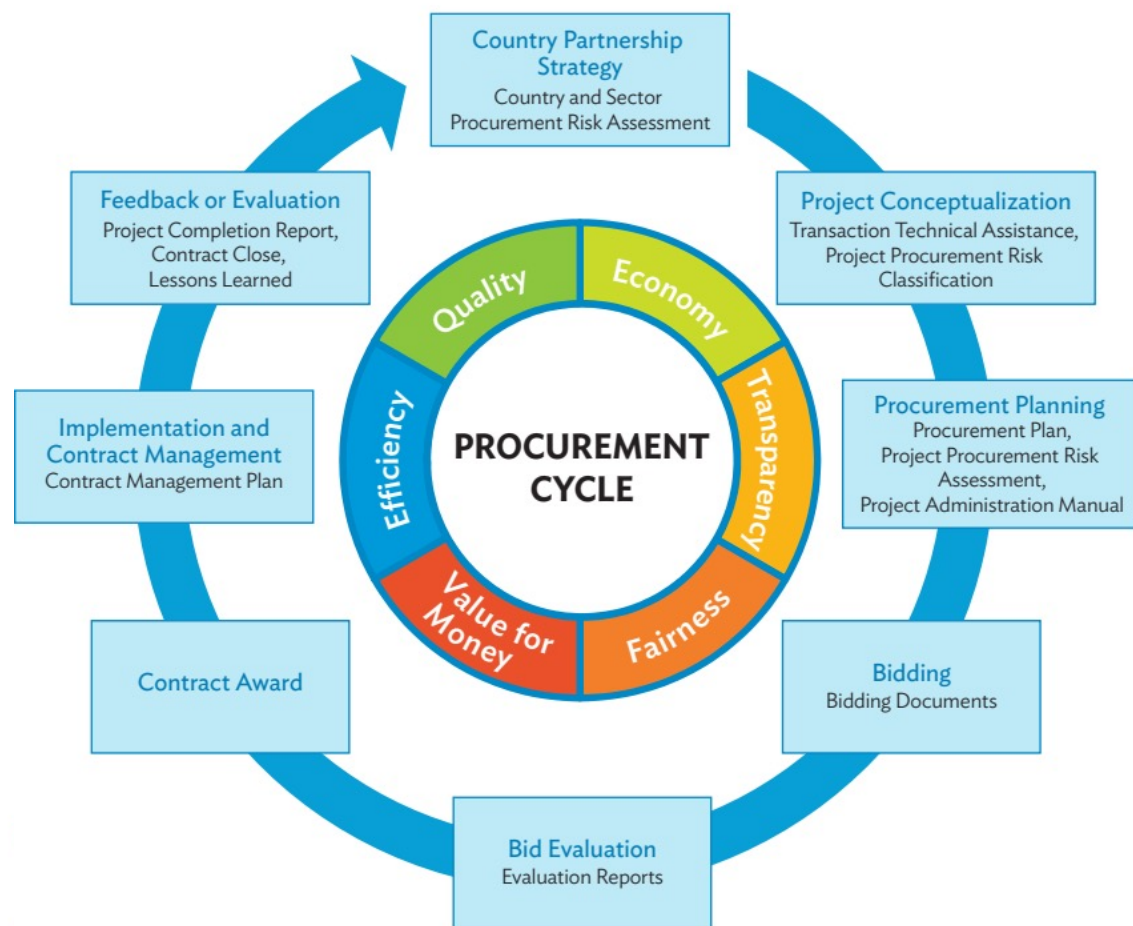 Country Partnership
Strategy
Country and Sector
Procurement Risk Assessment
Project Conceptualization
Transaction Technical Assistance,
Project Procurement Risk
Classification
Procurement Planning
Procurement Plan,
Project Procurement Risk
Assessment,
Project Administration Manual
Bidding
Bidding Documents
Bid Evaluation
Evaluation Reports
Contract Award
Implementation and
Contract Management
Contract Management Plan
Feedback or Evaluation
Project Completion Report,
Contract Close,
Lessons Learned
PROCUREMENT
CYCLE
Economy
Transparency
Fairness
Value for
Money
Efficiency
Quality